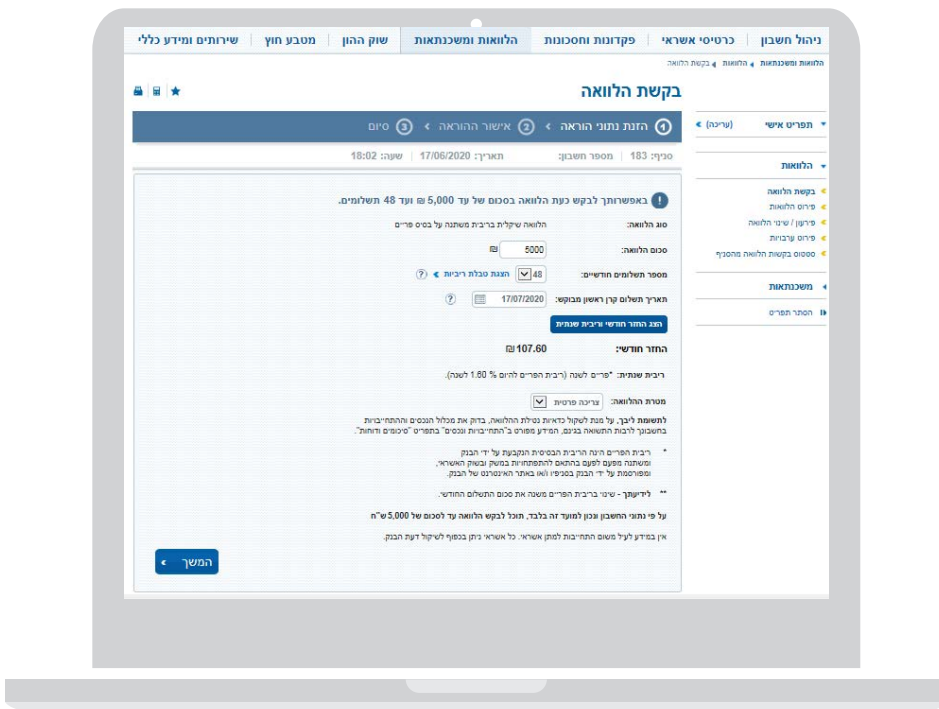 ניהול חשבון | כרטיסי אשראי | פקדונות וחסכונות | הלוואות ומשכנתאות | שוק ההון | מטבע חוץ | שירותים ומידע כללי
הלוואות ומשכנתאות הלוואות בקשת הלוואה
בקשת הלוואה
תפריט אישי (עריכה)
הלוואות
בקשת הלוואה
פירוט הלוואות
פירעון / שינוי הלוואה
פירוט ערבויות
סטטוס בקשות הלוואה מהסניף
משכנתאות
הסתר תפריט
1 הזנת נתוני הוראה 2 אישור ההוראה 3 סיום
סניף: 183 | מספר חשבון: תאריך: 17/06/2020 | שעה: 18:02
באפשרותך לבקש כעת הלוואה בסכום של עד 5,000 ₪ ועד 48 תשלומים.
סוג הלוואה: הלוואה שיקלית בריבית משתנה על בסיס פריים
סכום הלוואה: 5000 ₪
מספר תשלומים חודשיים: 48 הצגת טבלת ריביות ?
תאריך תשלום קרן ראשון מבוקש: 17/07/2020 ?
הצג החזר חודשי וריבית שנתית
החזר חודשי: 107.60 ₪
ריבית שנתית: *פריים לשנה (ריבית הפריים להיום % 1.60 לשנה).
מטרת ההלוואה: צריכה פרטית
לתשומת ליבך, על מנת לשקול כדאיות נטילת ההלוואה, בדוק את מכלול הנכסים וההתחייבויות
בחשבונך לרבות התשואה בגינם, המידע מפורט ב"התחייבויות ונכסים" בתפריט "סיכומים ודוחות".
* ריבית הפריים הינה הריבית הבסיסית הנקבעת על ידי הבנק
ומשתנה מפעם לפעם בהתאם להתפתחויות במשק ובשוק האשראי,
ומפורסמת על ידי הבנק בסניפיו ו/או באתר האינטרנט של הבנק.
** לידיעתך - שינוי בריבית הפריים משנה את סכום התשלום החודשי.
על פי נתוני החשבון ונכון למועד זה בלבד, תוכל לבקש הלוואה עד לסכום של 5,000 ש"ח
אין במידע לעיל משום התחייבות למתן אשראי. כל אשראי ניתן בכפוף לשיקול דעת הבנק.
המשך